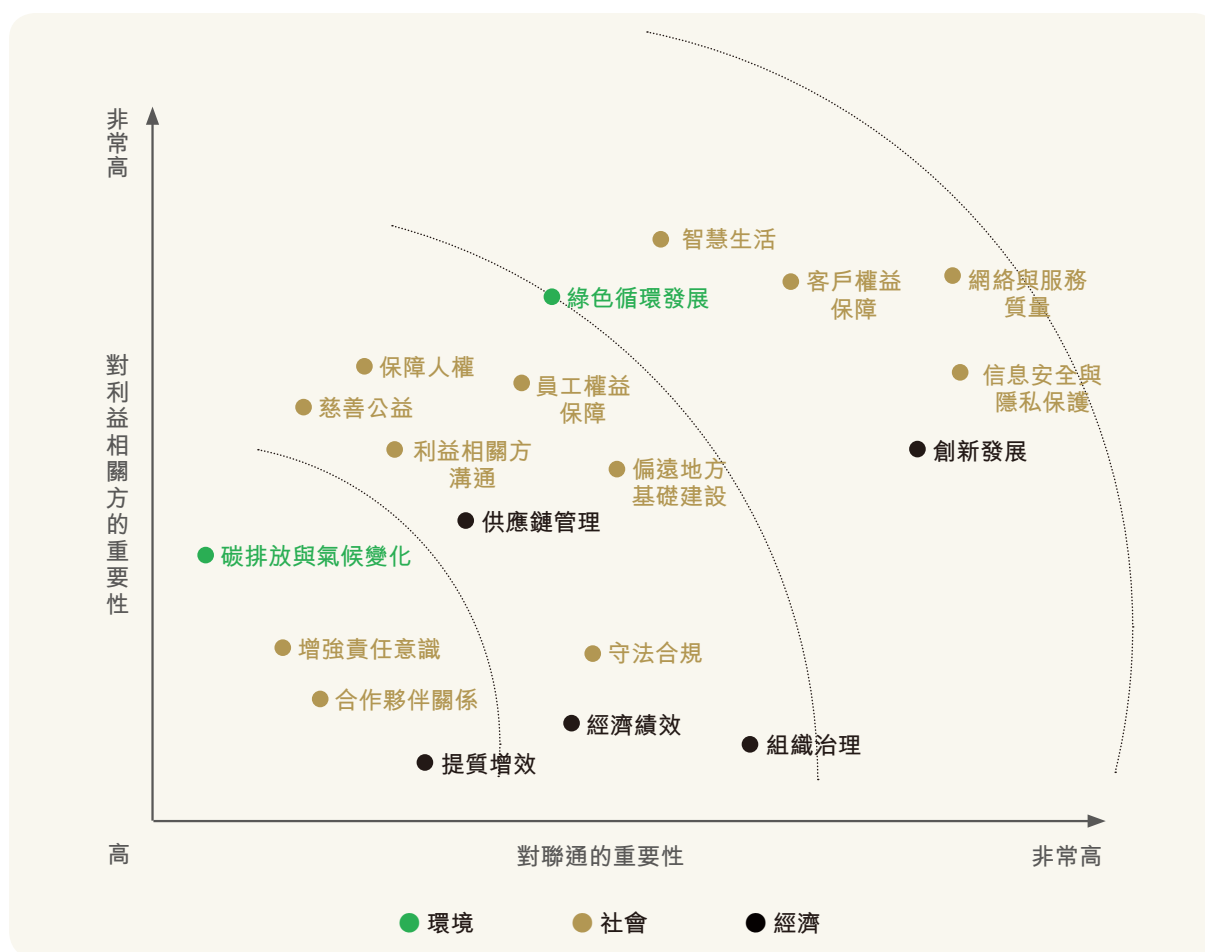 非常高
對利益相關方的重要性
智慧生活
客戶權益
保障
網絡與服務
質量
綠色循環發展
保障人權
員工權益
保障
信息安全與
隱私保護
慈善公益
利益相關方
溝通
偏遠地方
基礎建設
創新發展
供應鏈管理
碳排放與氣候變化
增強責任意識
守法合規
合作夥伴關係
經濟績效
組織治理
提質增效
高
對聯通的重要性
非常高
環境
社會
經濟